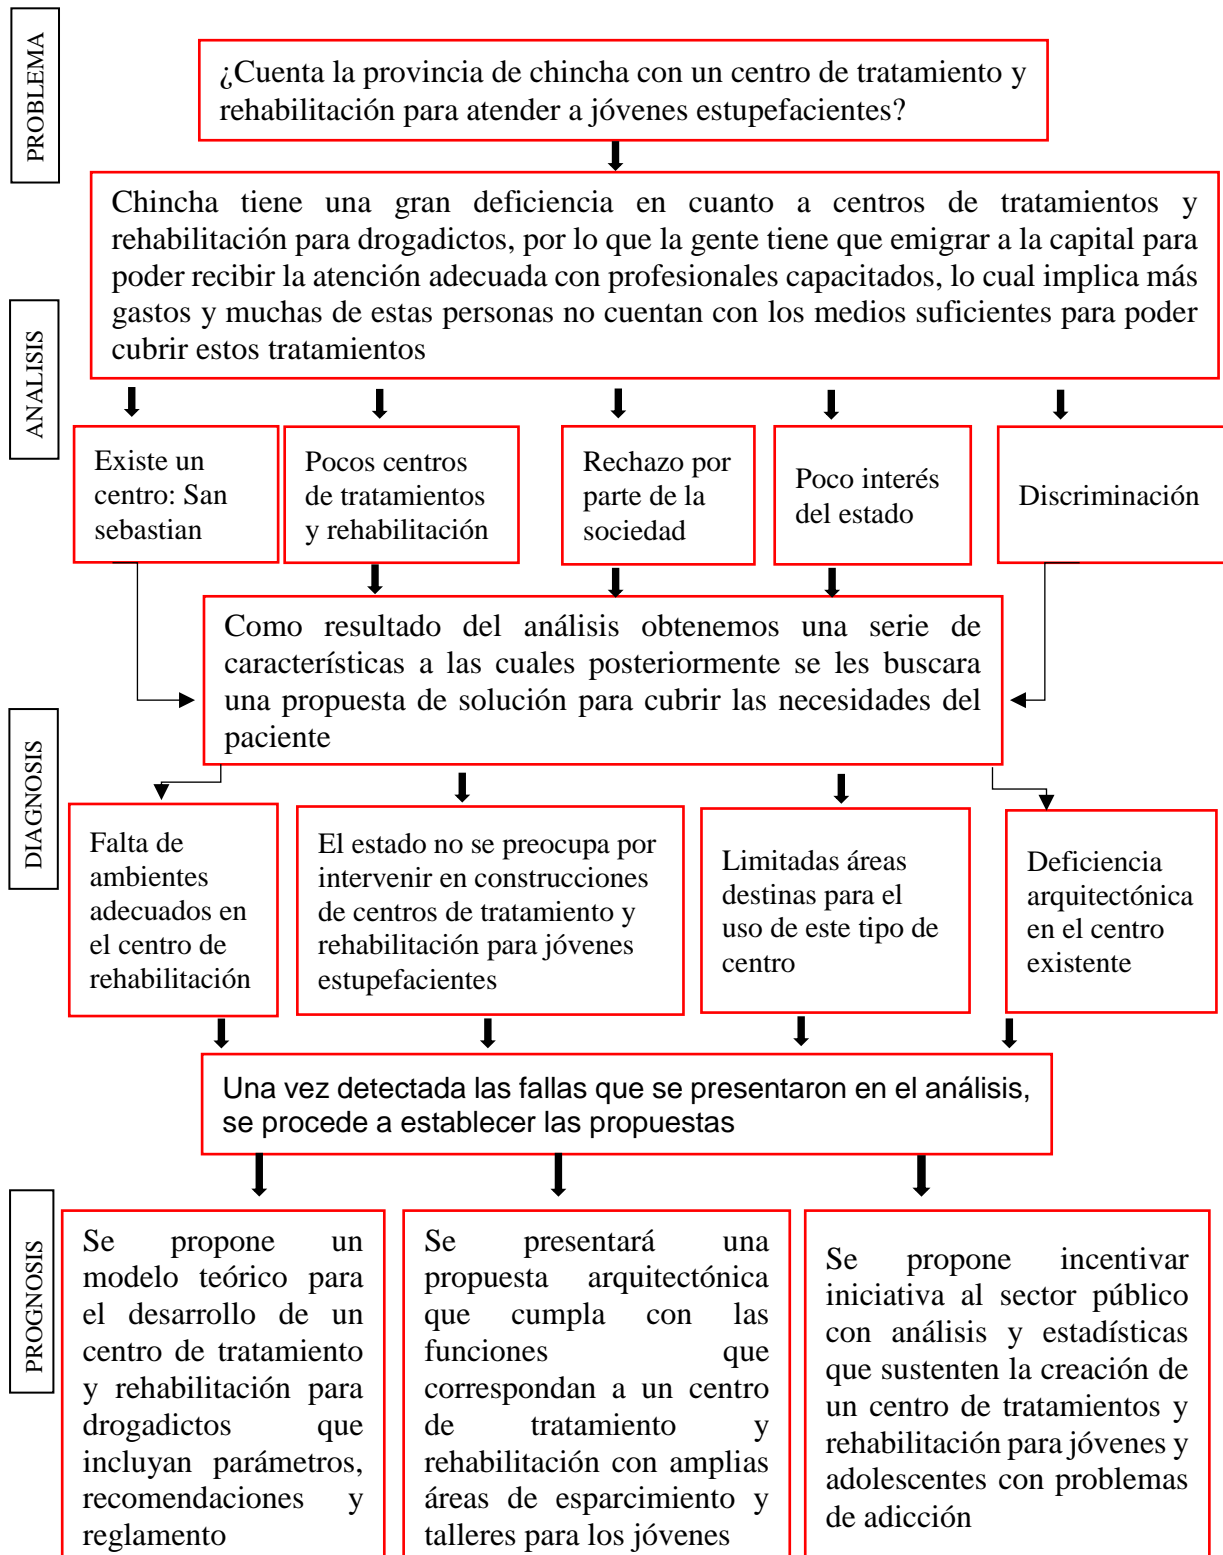 PROBLEMA
¿Cuenta la provincia de chincha con un centro de tratamiento y
rehabilitación para atender a jóvenes estupefacientes?
Chincha tiene una gran deficiencia en cuanto a centros de tratamientos y
rehabilitación para drogadictos, por lo que la gente tiene que emigrar a la capital para
poder recibir la atención adecuada con profesionales capacitados, lo cual implica más
gastos y muchas de estas personas no cuentan con los medios suficientes para poder
cubrir estos tratamientos
ANALISIS
Existe un
centro: San
sebastian
Pocos centros
de tratamientos
y rehabilitación
Rechazo por
parte de la
sociedad
Poco interés
del estado
Discriminación
Como resultado del análisis obtenemos una serie de
características a las cuales posteriormente se les buscara
una propuesta de solución para cubrir las necesidades del
paciente
DIAGNOSIS
Falta de
ambientes
adecuados en
el centro de
rehabilitación
El estado no se preocupa por
intervenir en construcciones
de centros de tratamiento y
rehabilitación para jóvenes
estupefacientes
Limitadas áreas
destinas para el
uso de este tipo de
centro
Deficiencia
arquitectónica
en el centro
existente
Una vez detectada las fallas que se presentaron en el análisis,
se procede a establecer las propuestas
PROGNOSIS
Se propone un
modelo teórico para
el desarrollo de un
centro de tratamiento
y rehabilitación para
drogadictos que
incluyan parámetros,
recomendaciones y
reglamento
Se presentará una
propuesta arquitectónica
que cumpla con las
funciones que
correspondan a un centro
de tratamiento y
rehabilitación con amplias
áreas de esparcimiento y
talleres para los jóvenes
Se propone incentivar
iniciativa al sector público
con análisis y estadísticas
que sustenten la creación de
un centro de tratamientos y
rehabilitación para jóvenes y
adolescentes con problemas
de adicción